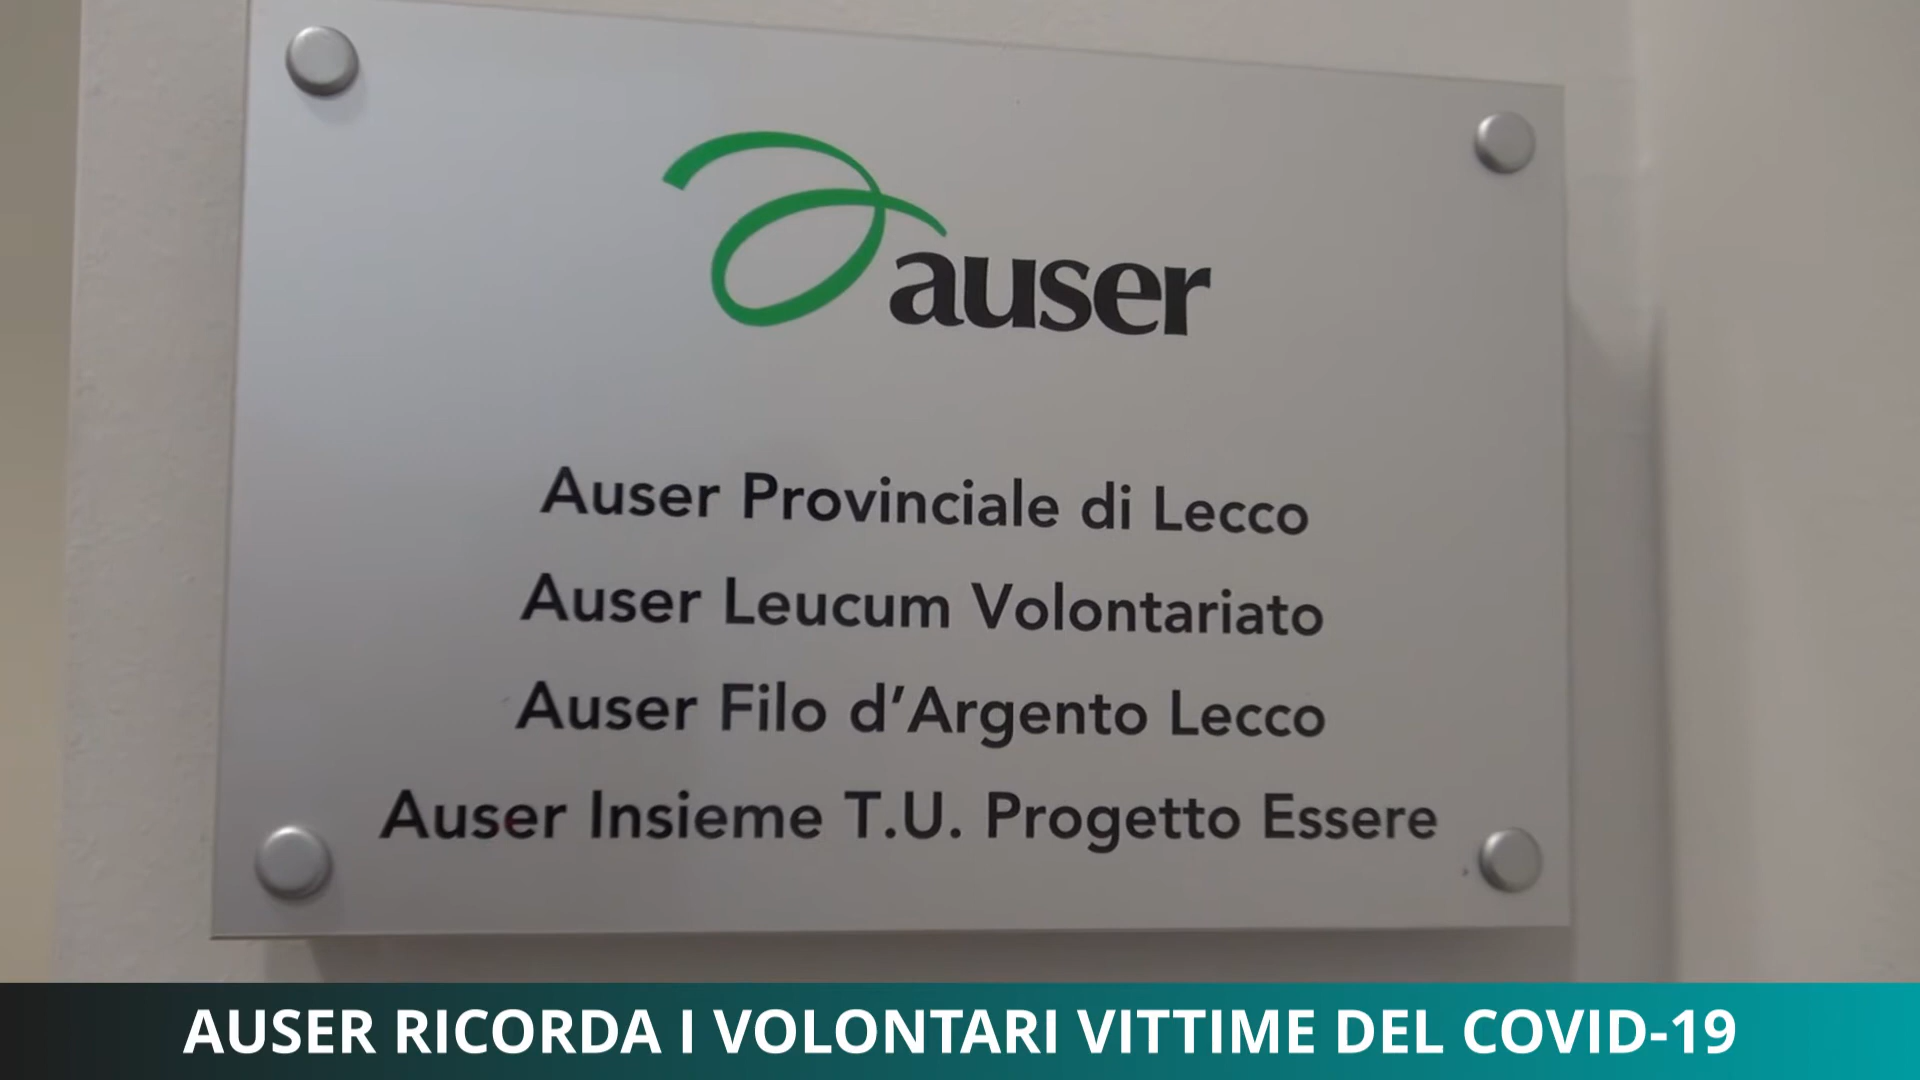 auser
Auser Provinciale di Lecco
Auser Leucum Volontariato
Auser Filo d'Argento Lecco
Auser Insieme T.U. Progetto Essere
AUSER RICORDA I VOLONTARI VITTIME DEL COVID-19